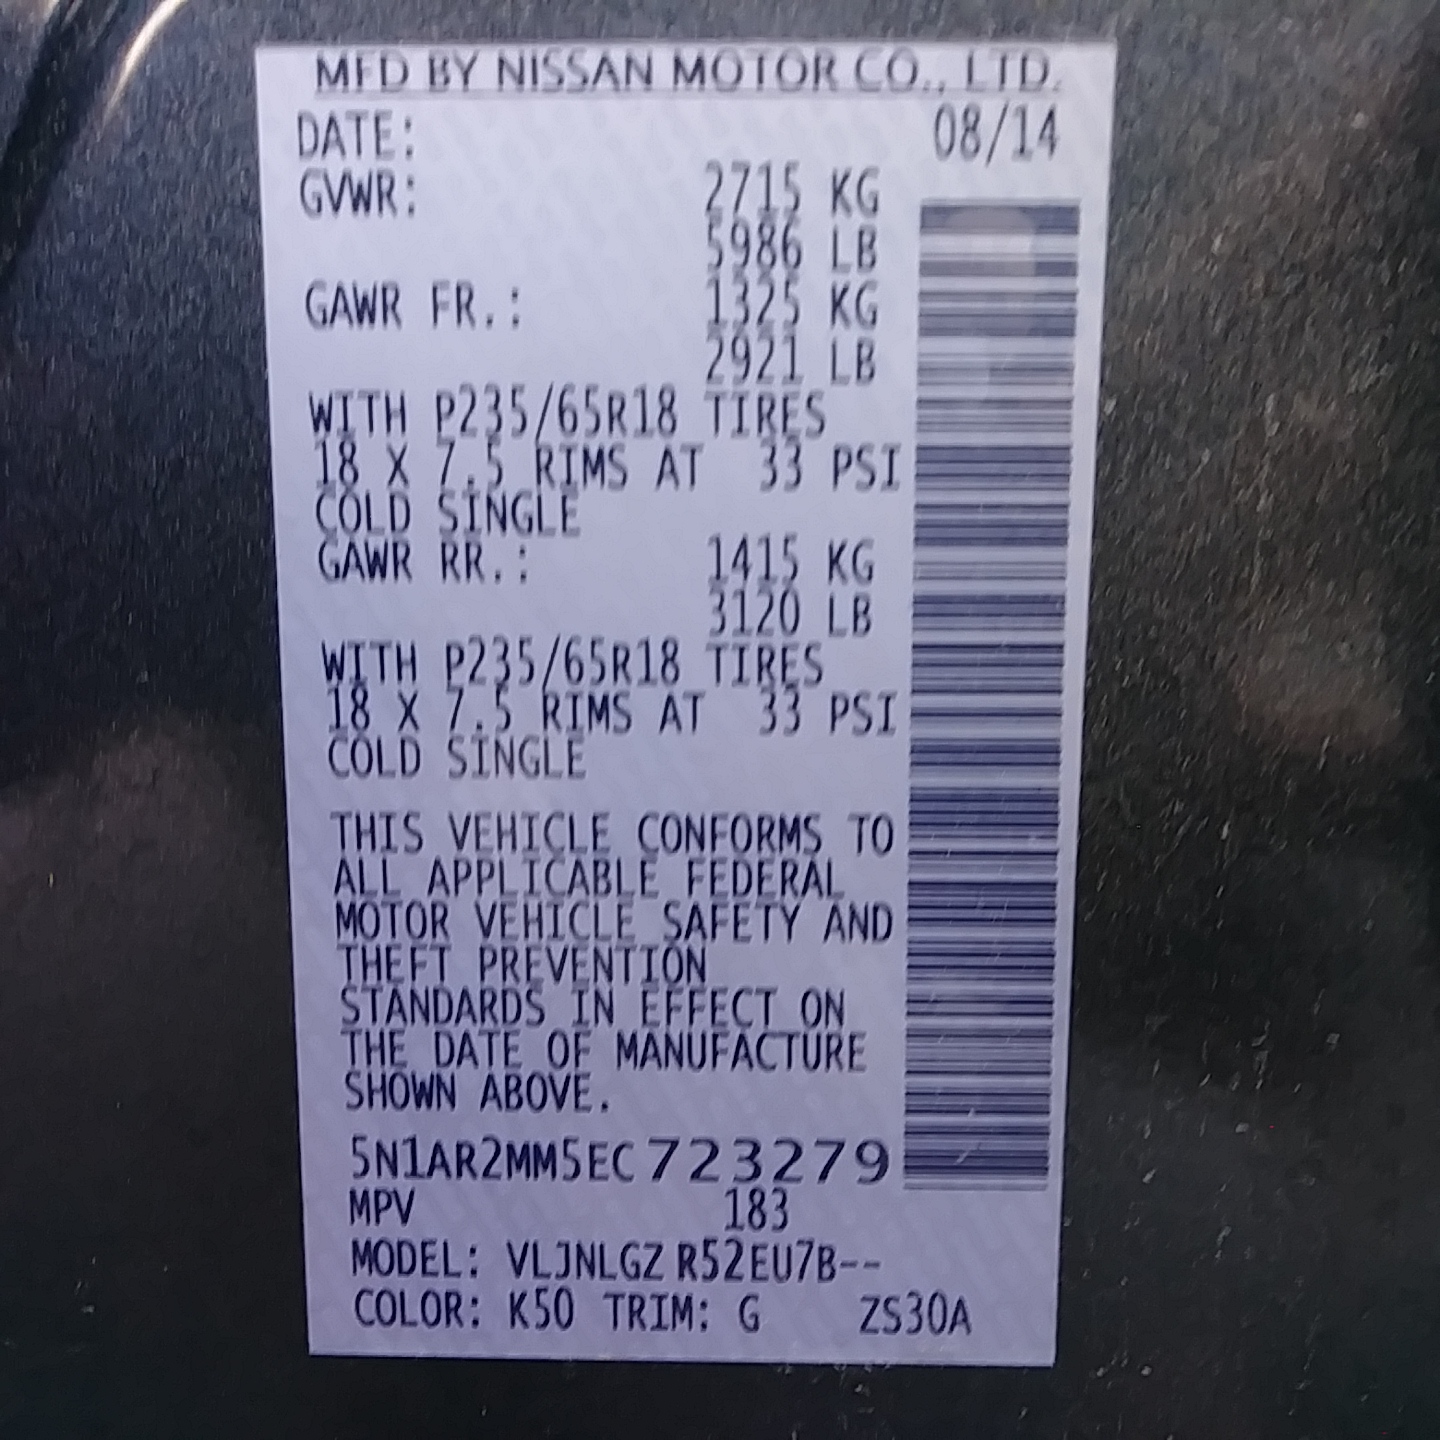 MFD BY NISSAN MOTOR CO., LTD.
DATE: 08/14
GVWR: 2715 KG
5986 LB
GAWR FR.: 1325 KG
2921 LB
WITH P235/65R18 TIRES
18 X 7.5 RIMS AT 33 PSI
COLD SINGLE
GAWR RR.: 1415 KG
3120 LB
WITH P235/65R18 TIRES
18 X 7.5 RIMS AT 33 PSI
COLD SINGLE
THIS VEHICLE CONFORMS TO
ALL APPLICABLE FEDERAL
MOTOR VEHICLE SAFETY AND
THEFT PREVENTION
STANDARDS IN EFFECT ON
THE DATE OF MANUFACTURE
SHOWN ABOVE.
5N1AR2MM5EC723279
MPV 183
MODEL: VLJNLGZ R52EU7B--
COLOR: K50 TRIM: G ZS30A